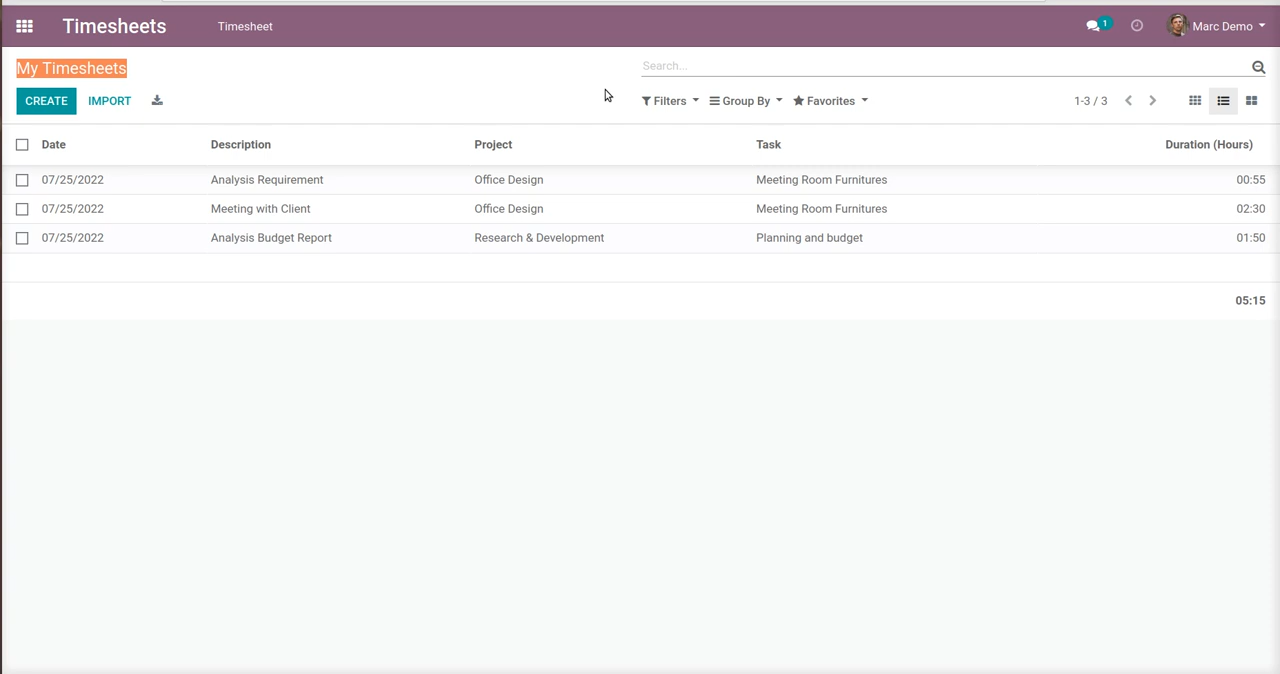 Timesheets Timesheet 1 Marc Demo
My Timesheets Search...
CREATE IMPORT Filters Group By Favorites 1-3 / 3
Date Description Project Task Duration (Hours)
07/25/2022 Analysis Requirement Office Design Meeting Room Furnitures 00:55
07/25/2022 Meeting with Client Office Design Meeting Room Furnitures 02:30
07/25/2022 Analysis Budget Report Research & Development Planning and budget 01:50
05:15